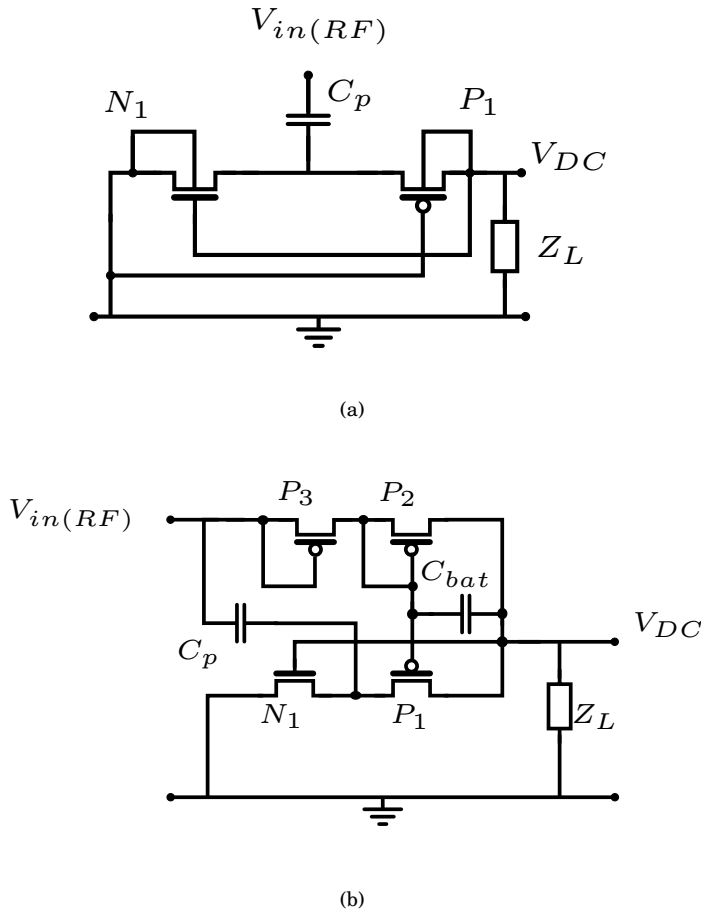 V_{in(RF)}
N_1
C_p
P_1
V_{DC}
Z_L
(a)
P_3
P_2
V_{in(RF)}
C_{bat}
C_p
V_{DC}
N_1
P_1
Z_L
(b)